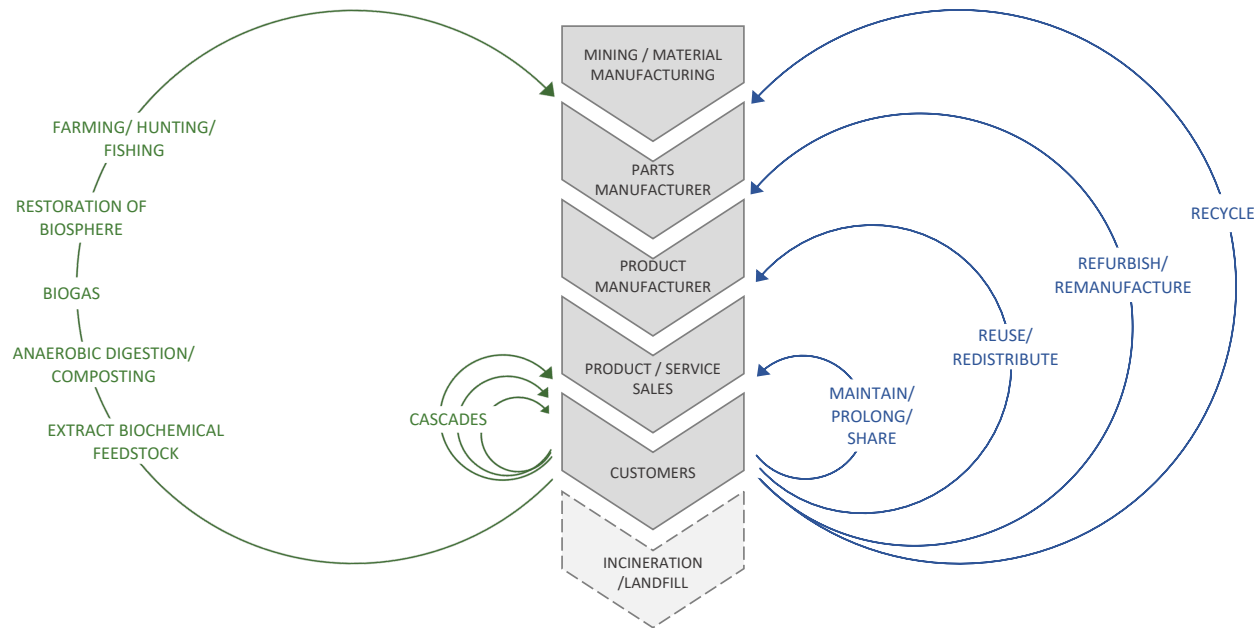 MINING / MATERIAL
MANUFACTURING
PARTS
MANUFACTURER
PRODUCT
MANUFACTURER
PRODUCT / SERVICE
SALES
CUSTOMERS
INCINERATION
/LANDFILL
FARMING/ HUNTING/
FISHING
RESTORATION OF
BIOSPHERE
BIOGAS
ANAEROBIC DIGESTION/
COMPOSTING
EXTRACT BIOCHEMICAL
FEEDSTOCK
CASCADES
MAINTAIN/
PROLONG/
SHARE
REUSE/
REDISTRIBUTE
REFURBISH/
REMANUFACTURE
RECYCLE